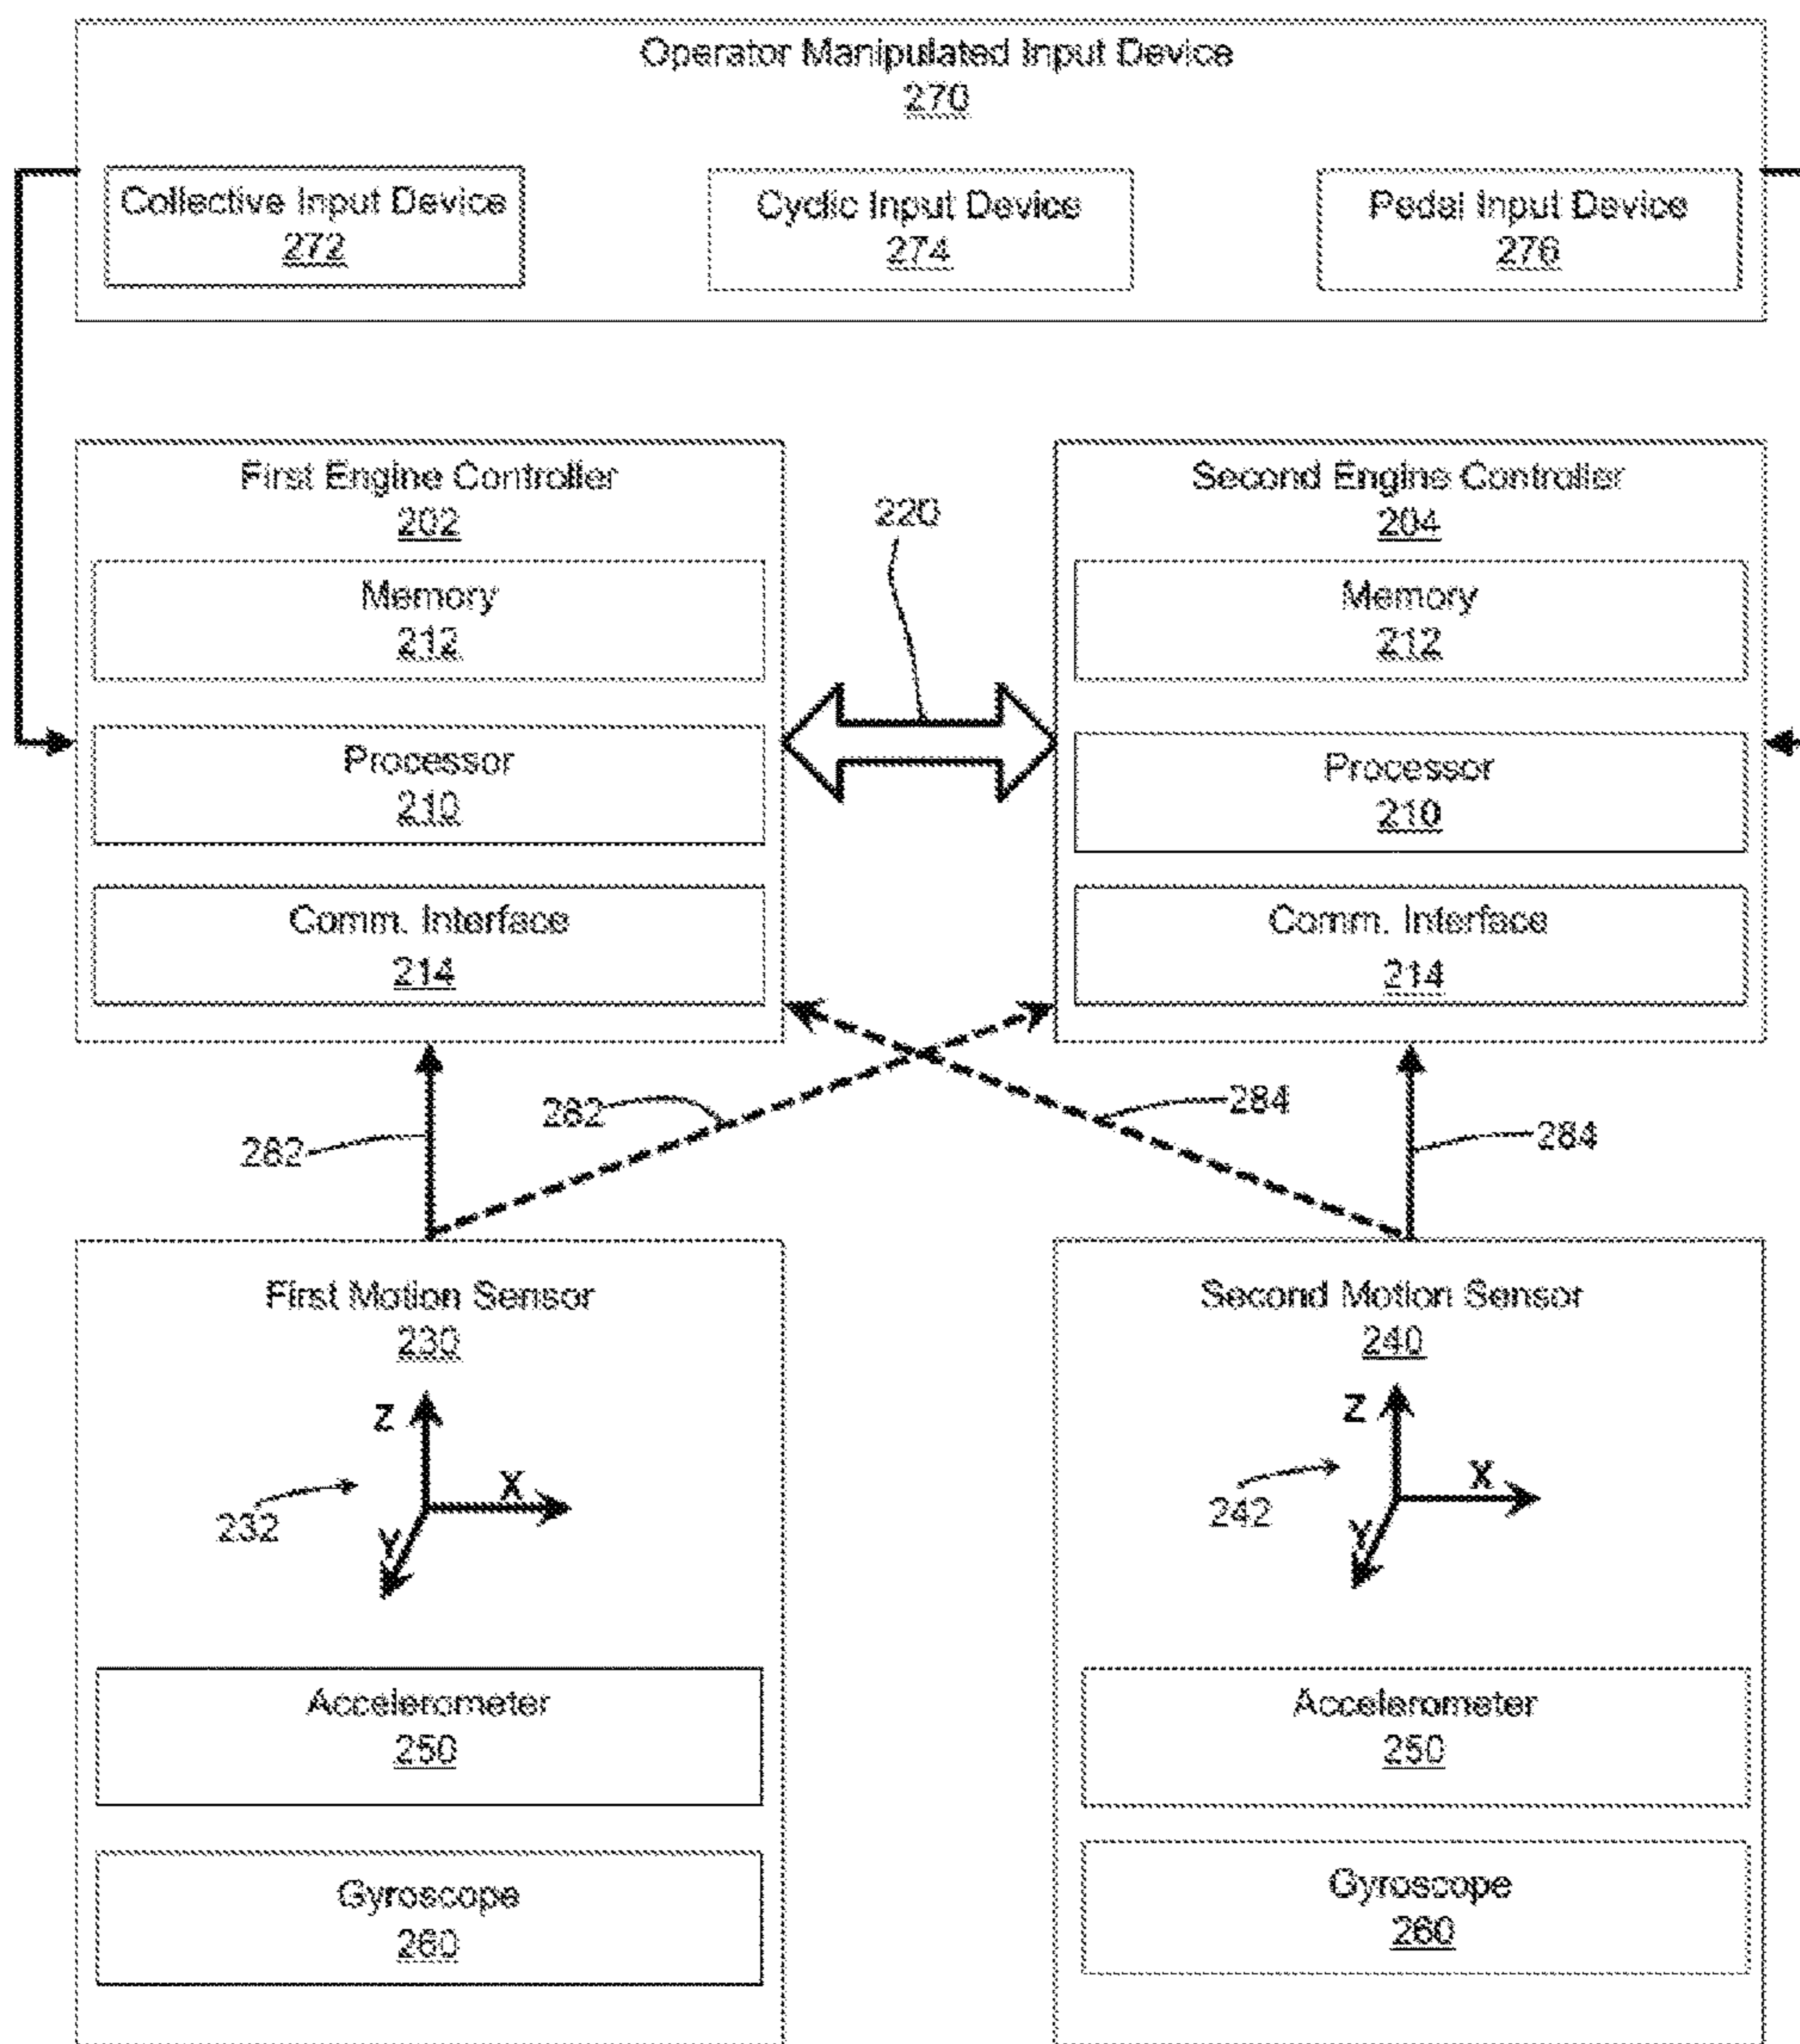 Operator Manipulated Input Device
270
Collective Input Device
272
Cyclic Input Device
274
Pedal Input Device
276
First Engine Controller
202
Memory
212
Processor
210
Comm. Interface
214
220
Second Engine Controller
204
Memory
212
Processor
210
Comm. Interface
214
282
282
284
284
First Motion Sensor
230
Z
X
Y
232
Accelerometer
250
Gyroscope
260
Second Motion Sensor
240
Z
X
Y
242
Accelerometer
250
Gyroscope
260